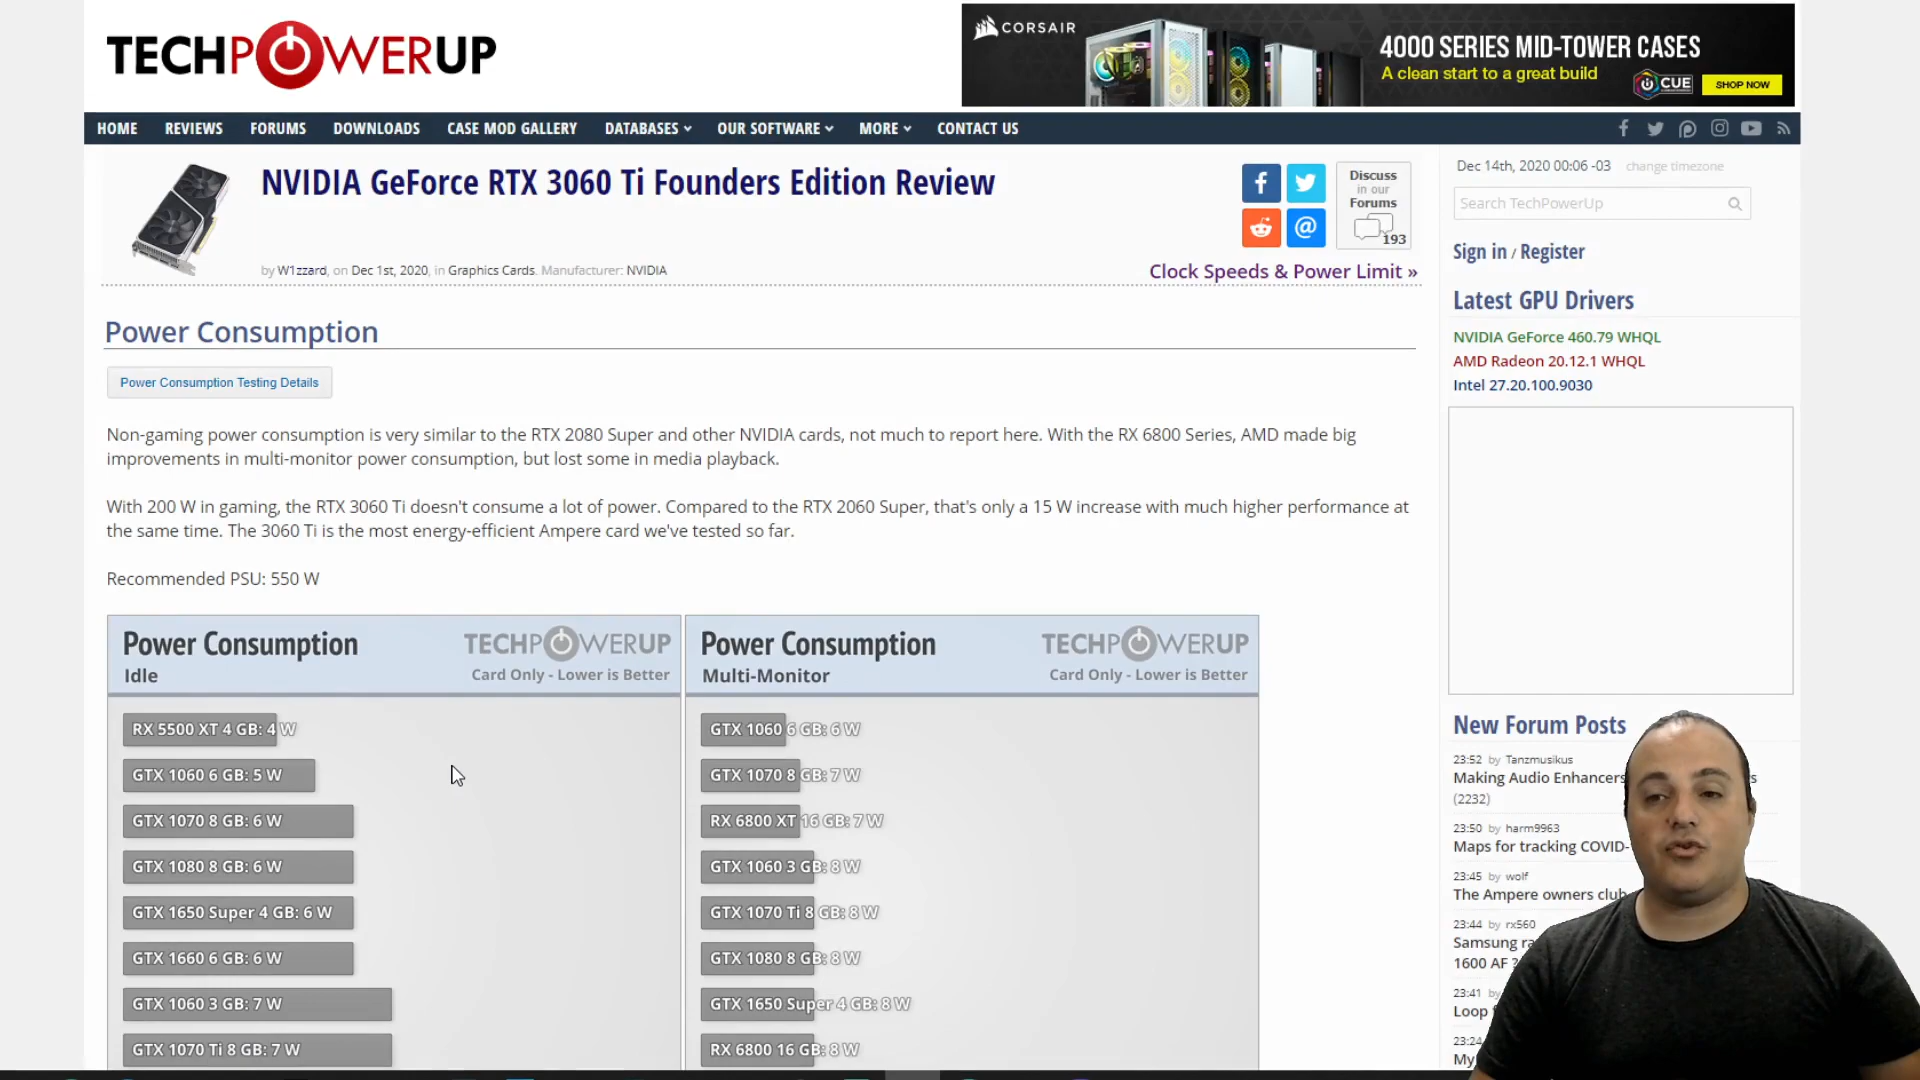 TECHPOWERUP
CORSAIR
4000 SERIES MID-TOWER CASES
A clean start to a great build
iCUE
SHOP NOW
HOME REVIEWS FORUMS DOWNLOADS CASE MOD GALLERY DATABASES OUR SOFTWARE MORE CONTACT US
NVIDIA GeForce RTX 3060 Ti Founders Edition Review
by W1zzard, on Dec 1st, 2020, in Graphics Cards. Manufacturer: NVIDIA
Discuss
in our
Forums
193
Clock Speeds & Power Limit »
Power Consumption
Power Consumption Testing Details
Non-gaming power consumption is very similar to the RTX 2080 Super and other NVIDIA cards, not much to report here. With the RX 6800 Series, AMD made big
improvements in multi-monitor power consumption, but lost some in media playback.
With 200 W in gaming, the RTX 3060 Ti doesn't consume a lot of power. Compared to the RTX 2060 Super, that's only a 15 W increase with much higher performance at
the same time. The 3060 Ti is the most energy-efficient Ampere card we've tested so far.
Recommended PSU: 550 W
Power Consumption
TECHPOWERUP
Idle
Card Only - Lower is Better
RX 5500 XT 4 GB: 4 W
GTX 1060 6 GB: 5 W
GTX 1070 8 GB: 6 W
GTX 1080 8 GB: 6 W
GTX 1650 Super 4 GB: 6 W
GTX 1660 6 GB: 6 W
GTX 1060 3 GB: 7 W
GTX 1070 Ti 8 GB: 7 W
Power Consumption
TECHPOWERUP
Multi-Monitor
Card Only - Lower is Better
GTX 1060 6 GB: 6 W
GTX 1070 8 GB: 7 W
RX 6800 XT 16 GB: 7 W
GTX 1060 3 GB: 8 W
GTX 1070 Ti 8 GB: 8 W
GTX 1080 8 GB: 8 W
GTX 1650 Super 4 GB: 8 W
RX 6800 16 GB: 8 W
Dec 14th, 2020 00:06 -03 change timezone
Search TechPowerUp
Sign in / Register
Latest GPU Drivers
NVIDIA GeForce 460.79 WHQL
AMD Radeon 20.12.1 WHQL
Intel 27.20.100.9030
New Forum Posts
23:52 by Tanzmusikus
Making Audio Enhancers
(2232)
23:50 by harm9963
Maps for tracking COVID-
23:45 by wolf
The Ampere owners club
23:44 by rx560
Samsung
1600 AF ?
23:41
Loop
23:24
My